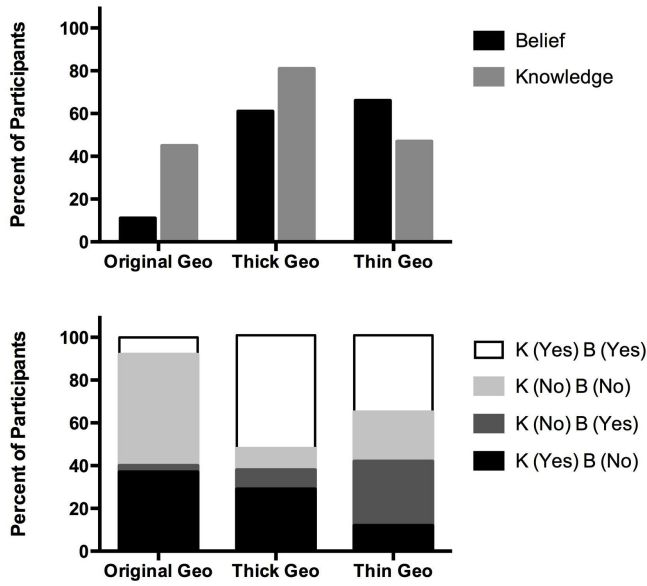 Percent of Participants
100
80
60
40
20
0
Original Geo Thick Geo Thin Geo
Belief
Knowledge
Percent of Participants
100
80
60
40
20
0
Original Geo Thick Geo Thin Geo
K (Yes) B (Yes)
K (No) B (No)
K (No) B (Yes)
K (Yes) B (No)